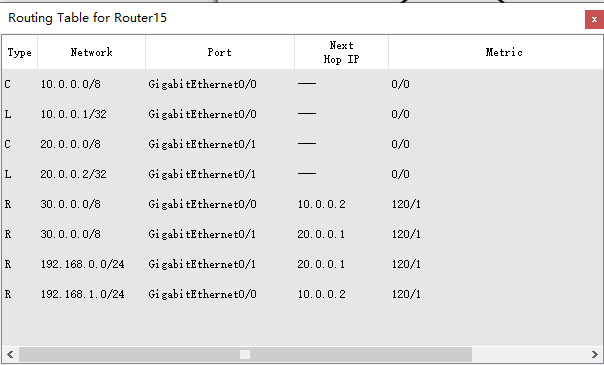 Routing Table for Router15
x
Type Network Port Next Hop IP Metric
C 10.0.0.0/8 GigabitEthernet0/0 --- 0/0
L 10.0.0.1/32 GigabitEthernet0/0 --- 0/0
C 20.0.0.0/8 GigabitEthernet0/1 --- 0/0
L 20.0.0.2/32 GigabitEthernet0/1 --- 0/0
R 30.0.0.0/8 GigabitEthernet0/0 10.0.0.2 120/1
R 30.0.0.0/8 GigabitEthernet0/1 20.0.0.1 120/1
R 192.168.0.0/24 GigabitEthernet0/1 20.0.0.1 120/1
R 192.168.1.0/24 GigabitEthernet0/0 10.0.0.2 120/1